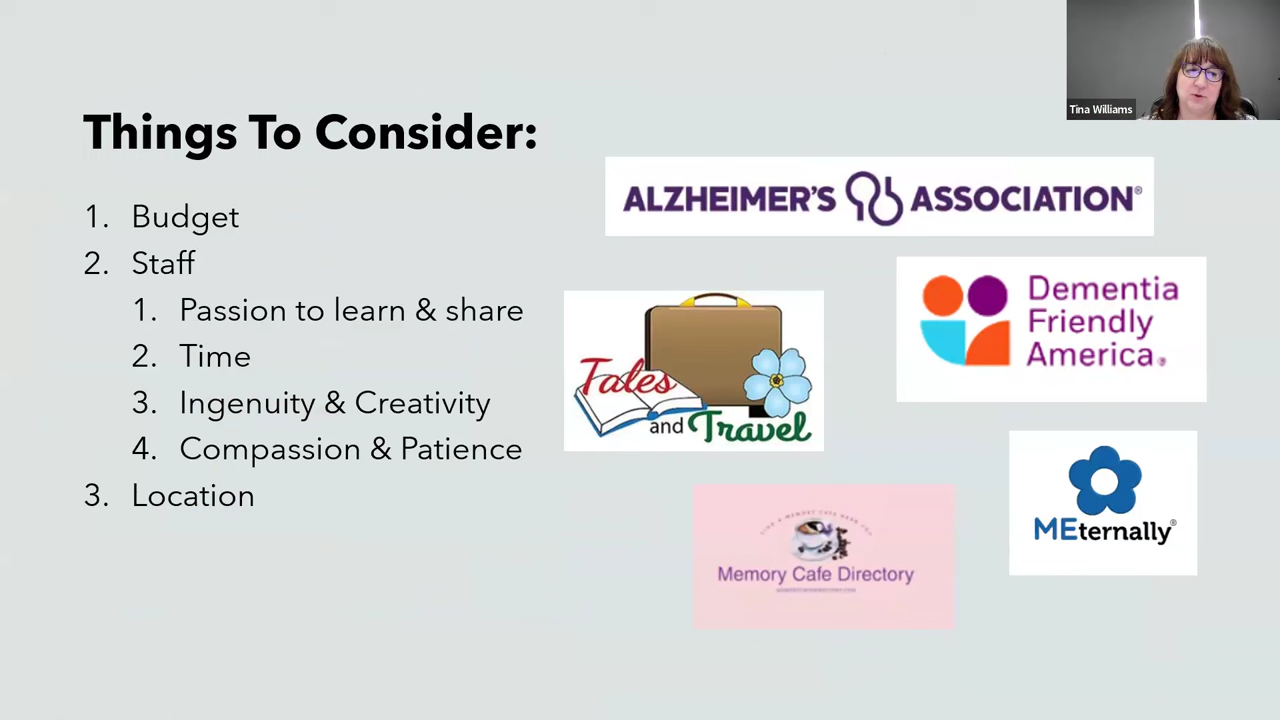 Tina Williams
Things To Consider:
1. Budget
2. Staff
1. Passion to learn & share
2. Time
3. Ingenuity & Creativity
4. Compassion & Patience
3. Location
ALZHEIMER'S ASSOCIATION®
Dementia
Friendly
America®
Tales
and Travel
MEternally®
Memory Cafe Directory